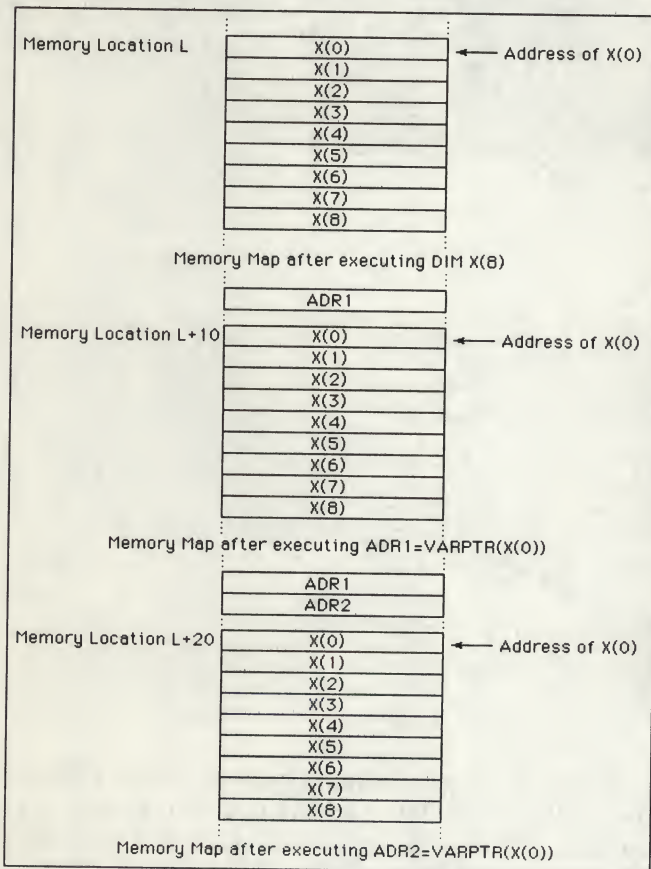 Memory Location L X(0) Address of X(0)
X(1)
X(2)
X(3)
X(4)
X(5)
X(6)
X(7)
X(8)
Memory Map after executing DIM X(8)
ADR1
Memory Location L+10 X(0) Address of X(0)
X(1)
X(2)
X(3)
X(4)
X(5)
X(6)
X(7)
X(8)
Memory Map after executing ADR1=VARPTR(X(0))
ADR1
ADR2
Memory Location L+20 X(0) Address of X(0)
X(1)
X(2)
X(3)
X(4)
X(5)
X(6)
X(7)
X(8)
Memory Map after executing ADR2=VARPTR(X(0))